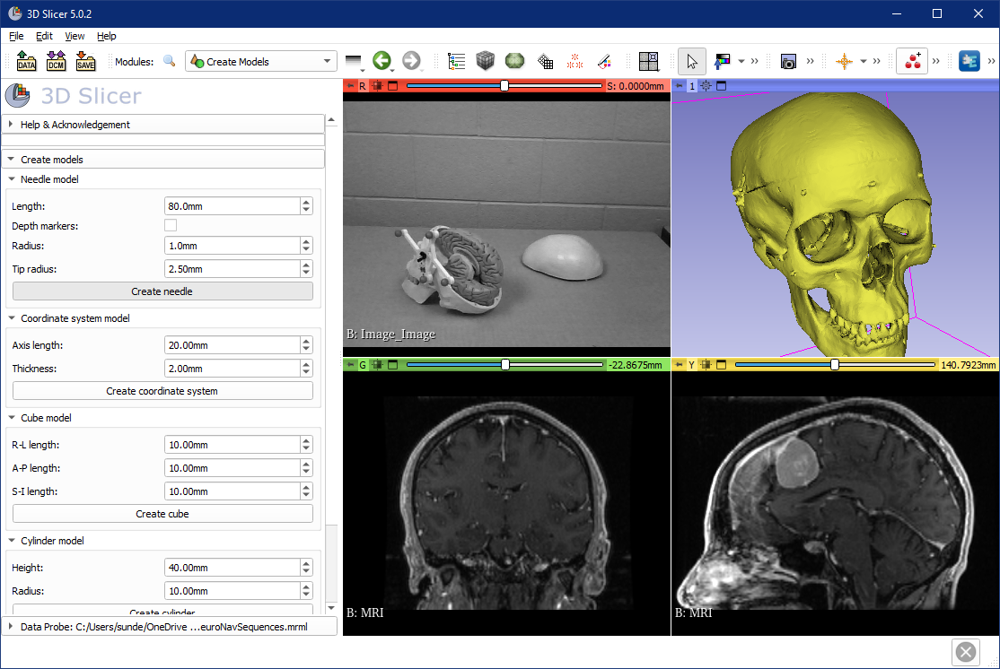 3D Slicer 5.0.2
File Edit View Help
DATA DCM SAVE Modules: Create Models
R S: 0.0000mm
1
3D Slicer
Help & Acknowledgement
Create models
Needle model
Length: 80.0mm
Depth markers:
Radius: 1.0mm
Tip radius: 2.50mm
Create needle
Coordinate system model
Axis length: 20.00mm
Thickness: 2.00mm
Create coordinate system
Cube model
R-L length: 10.00mm
A-P length: 10.00mm
S-I length: 10.00mm
Create cube
Cylinder model
Height: 40.00mm
Radius: 10.00mm
Create cylinder
Data Probe: C:/Users/sunde/OneDrive ...euroNavSequences.mrml
B: Image_Image
G -22.8675mm
Y 140.7923mm
B: MRI
B: MRI